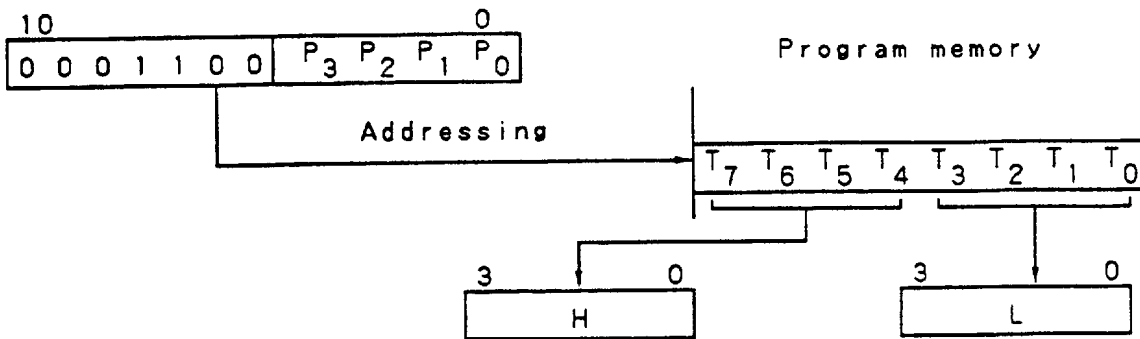 10 0
0 0 0 1 1 0 0 P3 P2 P1 P0
Program memory
Addressing
T7 T6 T5 T4 T3 T2 T1 T0
3 0 3 0
H L